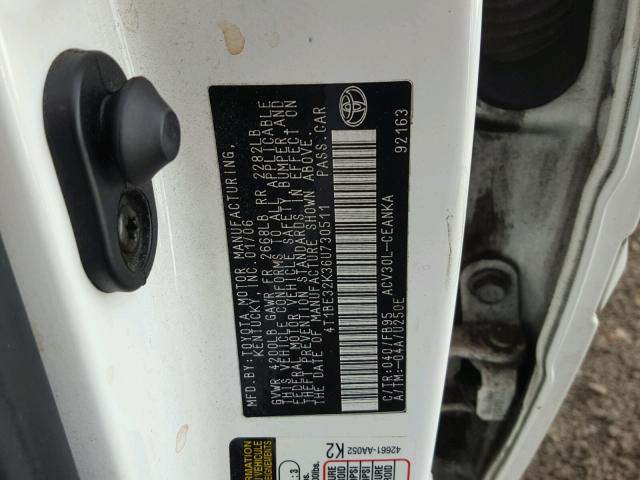 MFD.BY:TOYOTA MOTOR MANUFACTURING,
KENTUCKY, INC. 01/06
GVWR 4200LB GAWR FR 2668LB RR 2282LB
THIS VEHICLE CONFORMS TO ALL APPLICABLE
FEDERAL MOTOR VEHICLE SAFETY, BUMPER, AND
THEFT PREVENTION STANDARDS IN EFFECT ON
THE DATE OF MANUFACTURE SHOWN ABOVE.
4T1BE32K36U730511 PASS.CAR
C/TR:040/FB95 ACV30L-CEANKA
A/TM:-04A/U250E 92163
42661-AA052
K2